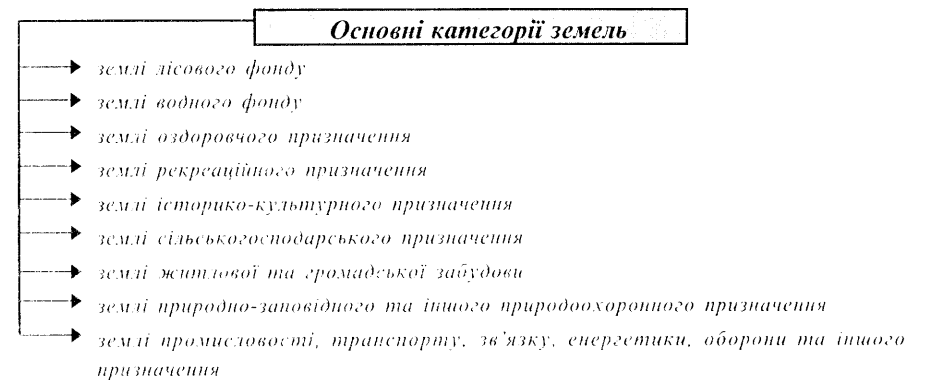 Основні категорії земель
землі лісового фонду
землі водного фонду
землі оздоровчого призначення
землі рекреаційного призначення
землі історико-культурного призначення
землі сільськогосподарського призначення
землі житлової та громадської забудови
землі природно-заповідного та іншого природоохоронного призначення
землі промисловості, транспорту, зв'язку, енергетики, оборони та іншого
призначення